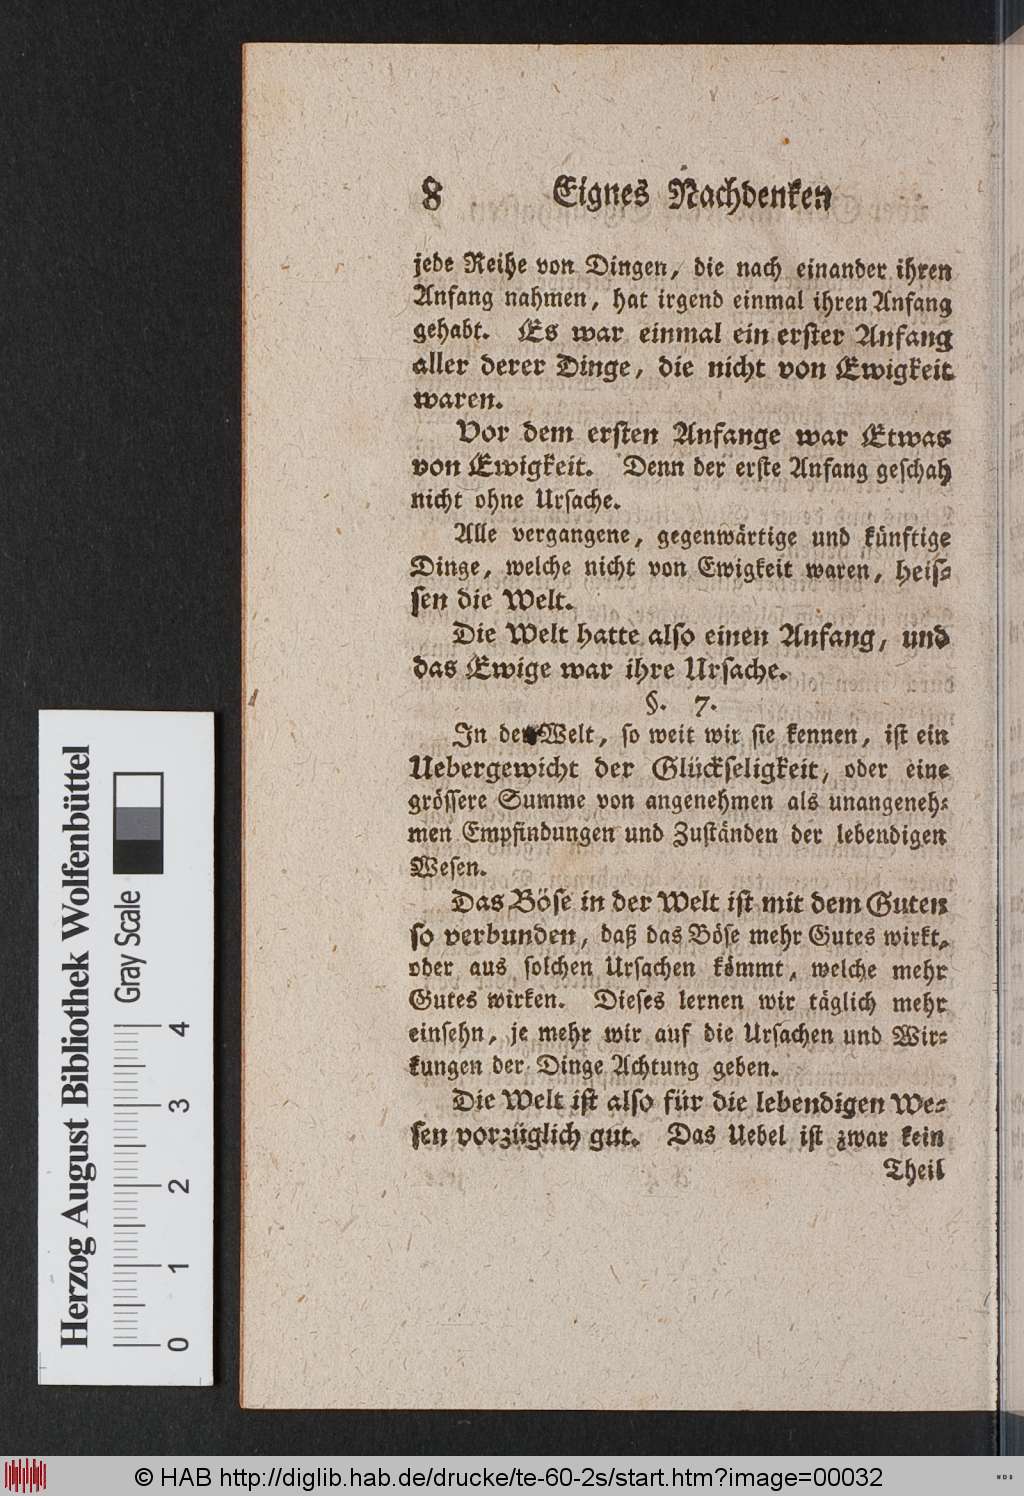 8 Eignes Nachdenken
jede Reihe von Dingen, die nach einander ihren
Anfang nahmen, hat irgend einmal ihren Anfang
gehabt. Es war einmal ein erster Anfang
aller derer Dinge, die nicht von Ewigkeit
waren.
Vor dem ersten Anfange war Etwas
von Ewigkeit. Denn der erste Anfang geschah
nicht ohne Ursache.
Alle vergangene, gegenwärtige und künftige
Dinge, welche nicht von Ewigkeit waren, heis-
sen die Welt.
Die Welt hatte also einen Anfang, und
das Ewige war ihre Ursache.
§. 7.
In der Welt, so weit wir sie kennen, ist ein
Uebergewicht der Glückseligkeit, oder eine
grössere Summe von angenehmen als unangeneh-
men Empfindungen und Zuständen der lebendigen
Wesen.
Das Böse in der Welt ist mit dem Guten
so verbunden, daß das Böse mehr Gutes wirkt,
oder aus solchen Ursachen kömmt, welche mehr
Gutes wirken. Dieses lernen wir täglich mehr
einsehn, je mehr wir auf die Ursachen und Wir-
kungen der Dinge Achtung geben.
Die Welt ist also für die lebendigen We-
sen vorzüglich gut. Das Uebel ist zwar kein
Theil
Herzog August Bibliothek Wolfenbüttel
Gray Scale
0 1 2 3 4
© HAB http://diglib.hab.de/drucke/te-60-2s/start.htm?image=00032